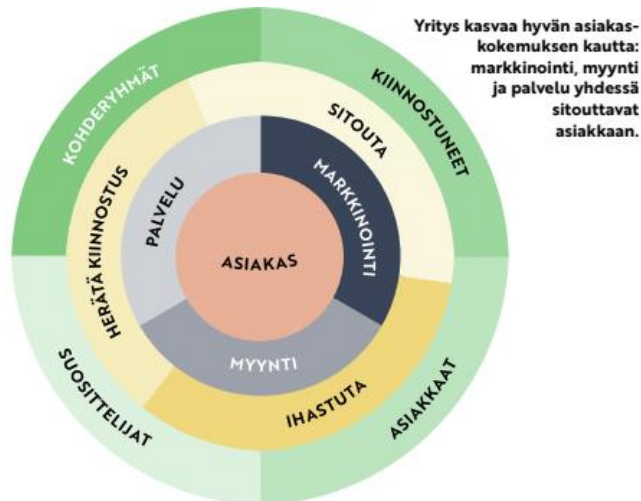 Yritys kasvaa hyvän asiakas-
kokemuksen kautta:
markkinointi, myynti
ja palvelu yhdessä
sitouttavat
asiakkaan.
KOHDERYHMÄT
KIINNOSTUNEET
ASIAKKAAT
SUOSITTELIJAT
HERÄTÄ KIINNOSTUS
SITOUTA
IHASTUTA
PALVELU
MARKKINOINTI
MYYNTI
ASIAKAS